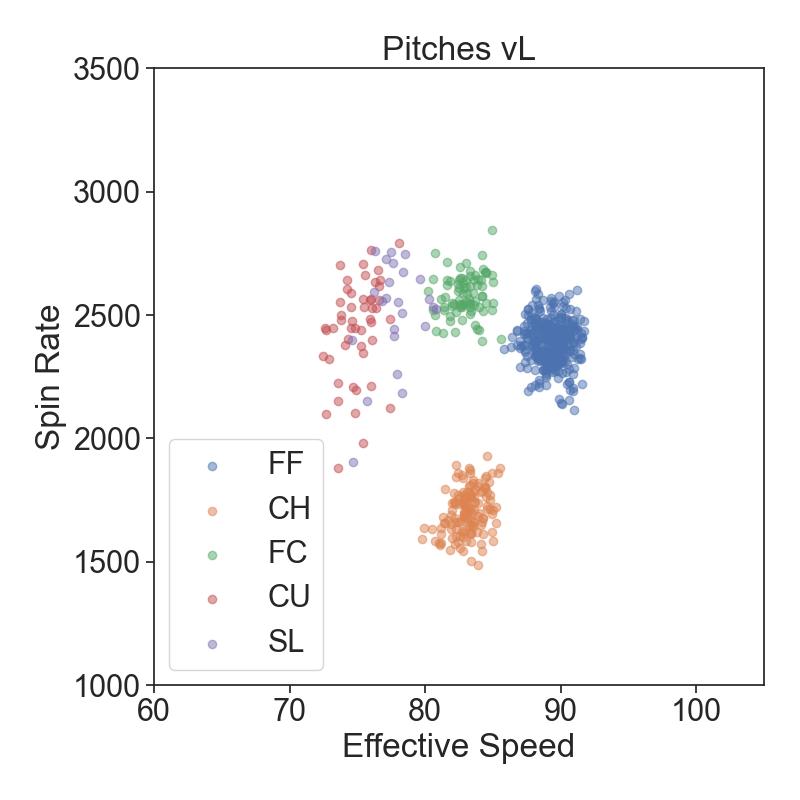 Pitches vL
3500
3000
2500
2000
1500
1000
Spin Rate
FF
CH
FC
CU
SL
60 70 80 90 100
Effective Speed